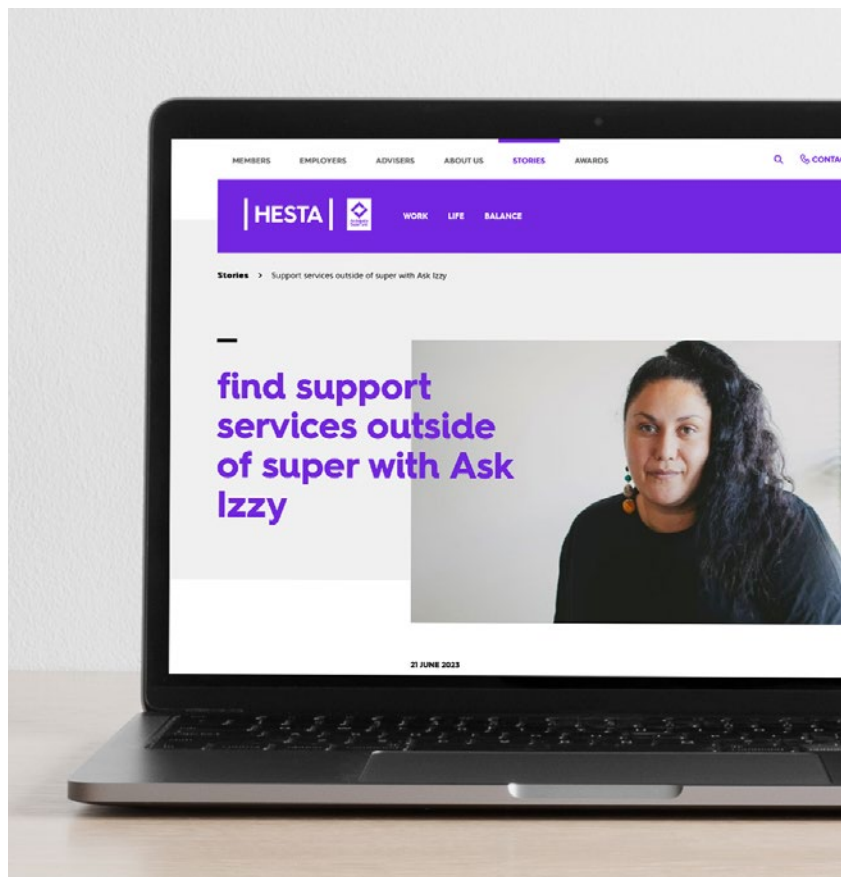 MEMBERS EMPLOYERS ADVISERS ABOUT US STORIES AWARDS CONTA
|HESTA| WORK LIFE BALANCE
Stories > Support services outside of super with Ask Izzy
find support
services outside
of super with Ask
Izzy
21 JUNE 2023